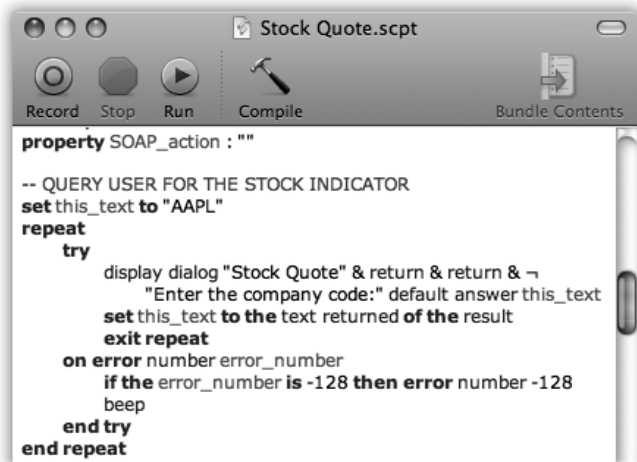 Stock Quote.scpt
Record Stop Run Compile Bundle Contents
property SOAP_action : ""
-- QUERY USER FOR THE STOCK INDICATOR
set this_text to "AAPL"
repeat
try
display dialog "Stock Quote" & return & return & ¬
"Enter the company code:" default answer this_text
set this_text to the text returned of the result
exit repeat
on error number error_number
if the error_number is -128 then error number -128
beep
end try
end repeat